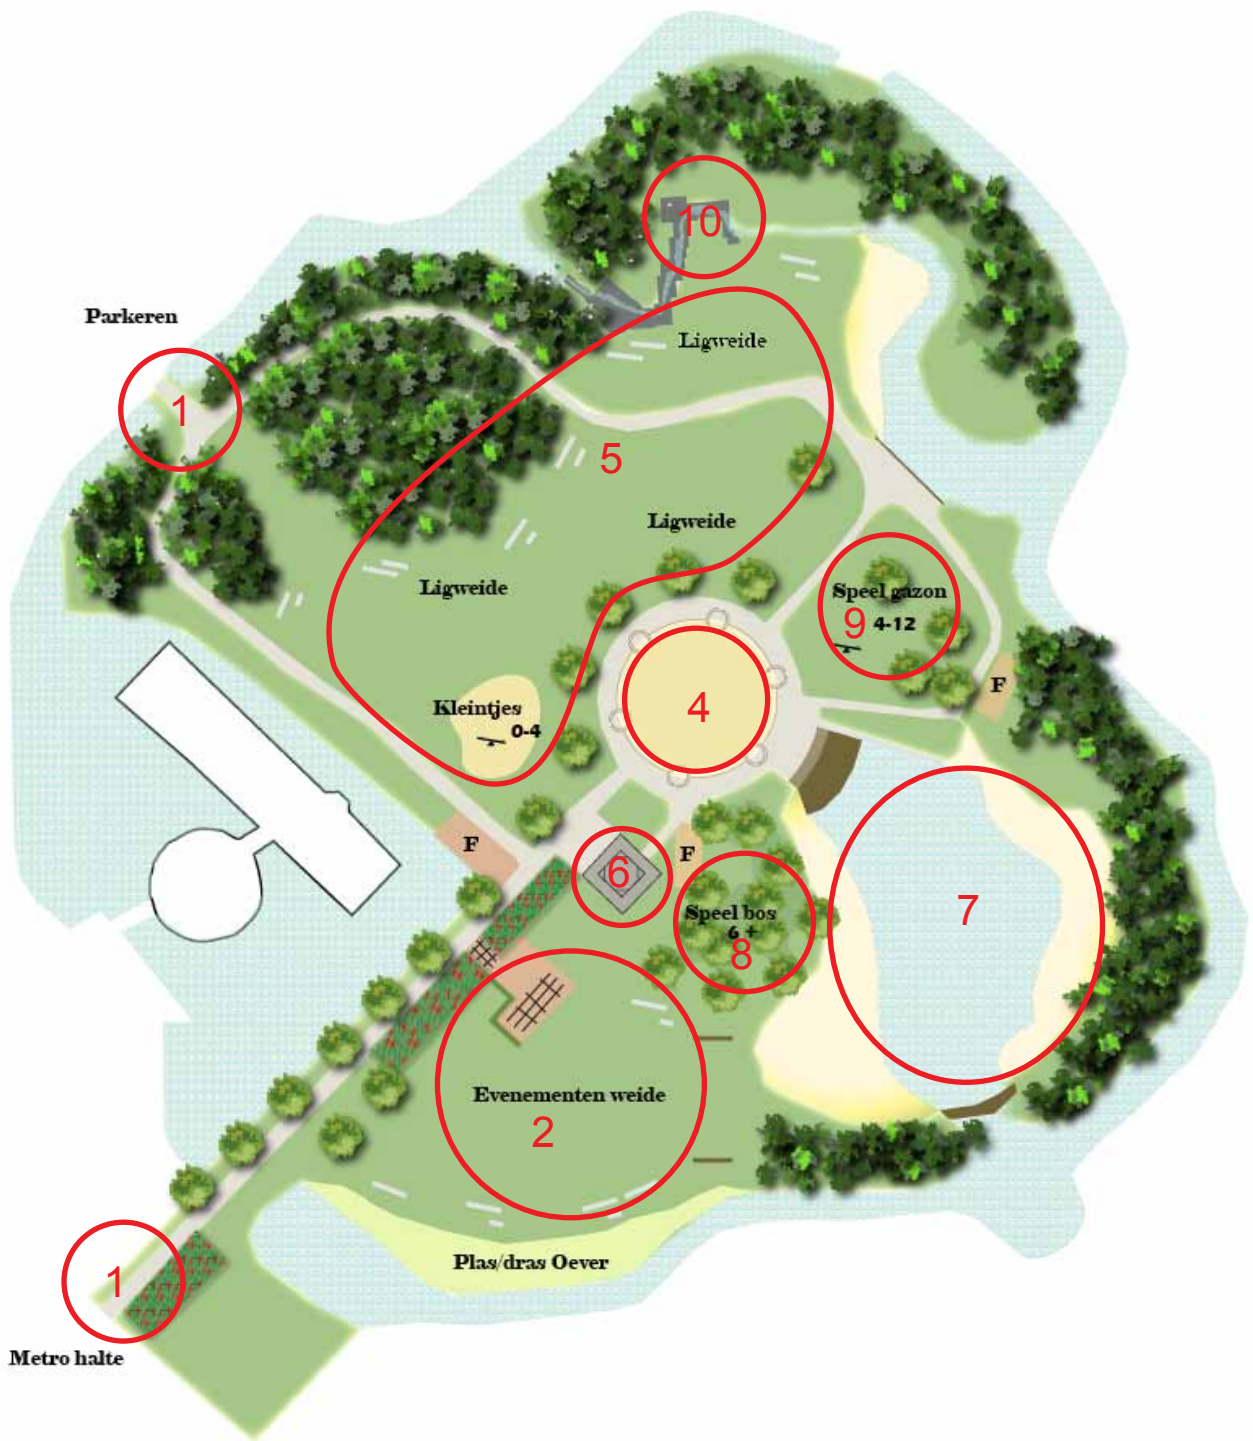 10
Parkeren
Ligweide
1
5
Ligweide
Ligweide
Speel gazon
9 4-12
F
Kleintjes
0-4
4
F
F
6
7
Speel bos
6 +
8
Evenementen weide
2
Plas/dras Oever
1
Metro halte